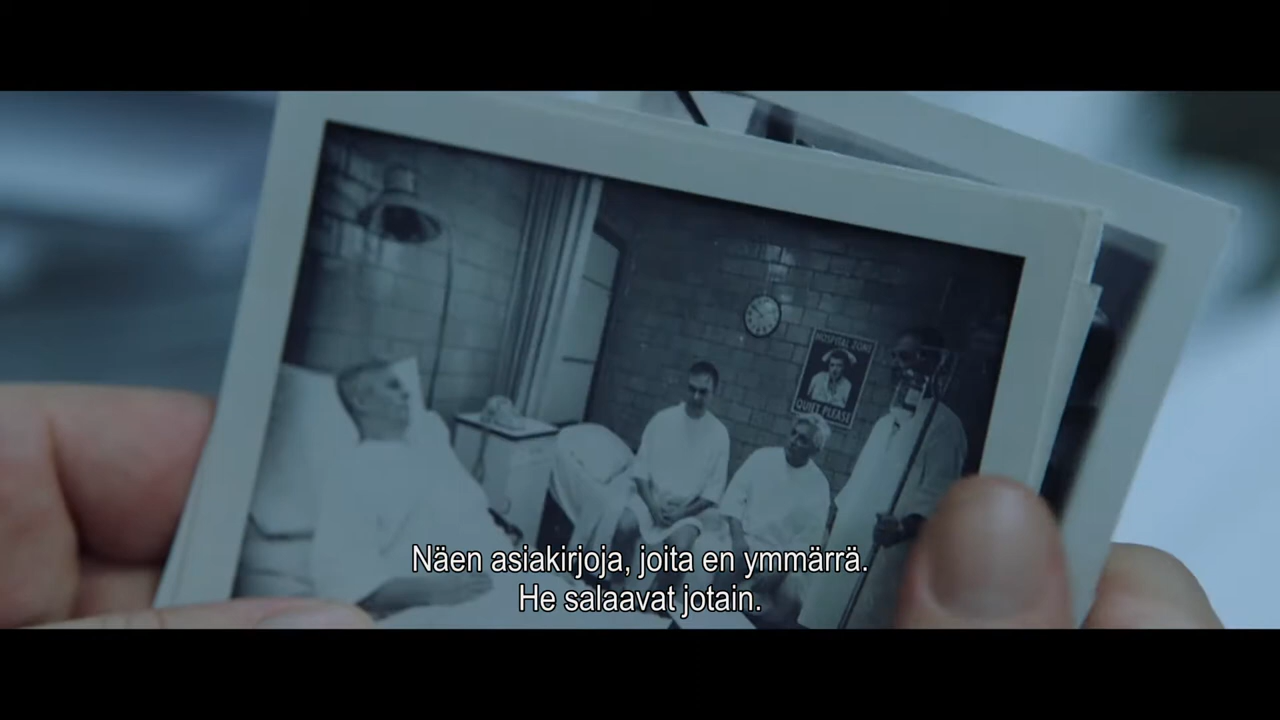 HOSPITAL ZONE
QUIET PLEASE
Näen asiakirjoja, joita en ymmärrä.
He salaavat jotain.